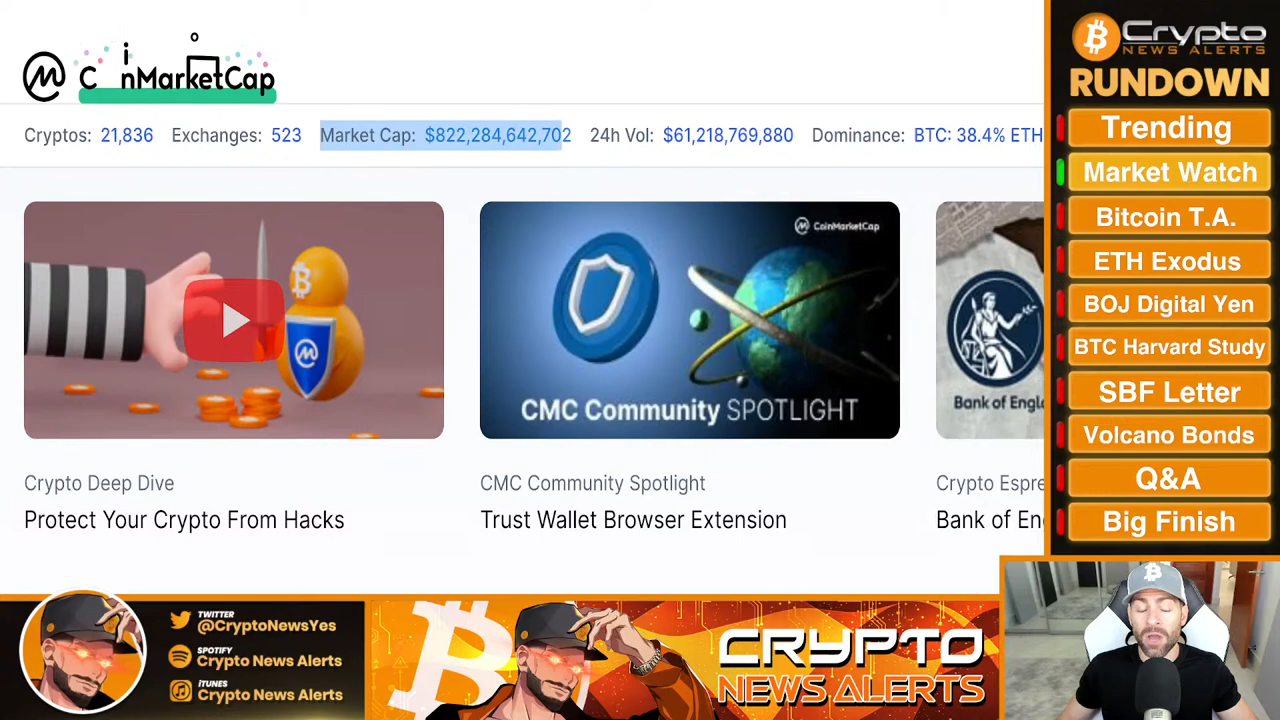 CoinMarketCap
Cryptos: 21,836 Exchanges: 523 Market Cap: $822,284,642,702 24h Vol: $61,218,769,880 Dominance: BTC: 38.4% ETH
CoinMarketCap
CMC Community SPOTLIGHT
Bank of Engl
Crypto Deep Dive
Protect Your Crypto From Hacks
CMC Community Spotlight
Trust Wallet Browser Extension
Crypto Espre
Bank of En
Crypto
NEWS ALERTS
RUNDOWN
Trending
Market Watch
Bitcoin T.A.
ETH Exodus
BOJ Digital Yen
BTC Harvard Study
SBF Letter
Volcano Bonds
Q&A
Big Finish
TWITTER
@CryptoNewsYes
SPOTIFY
Crypto News Alerts
iTUNES
Crypto News Alerts
CRYPTO
NEWS ALERTS